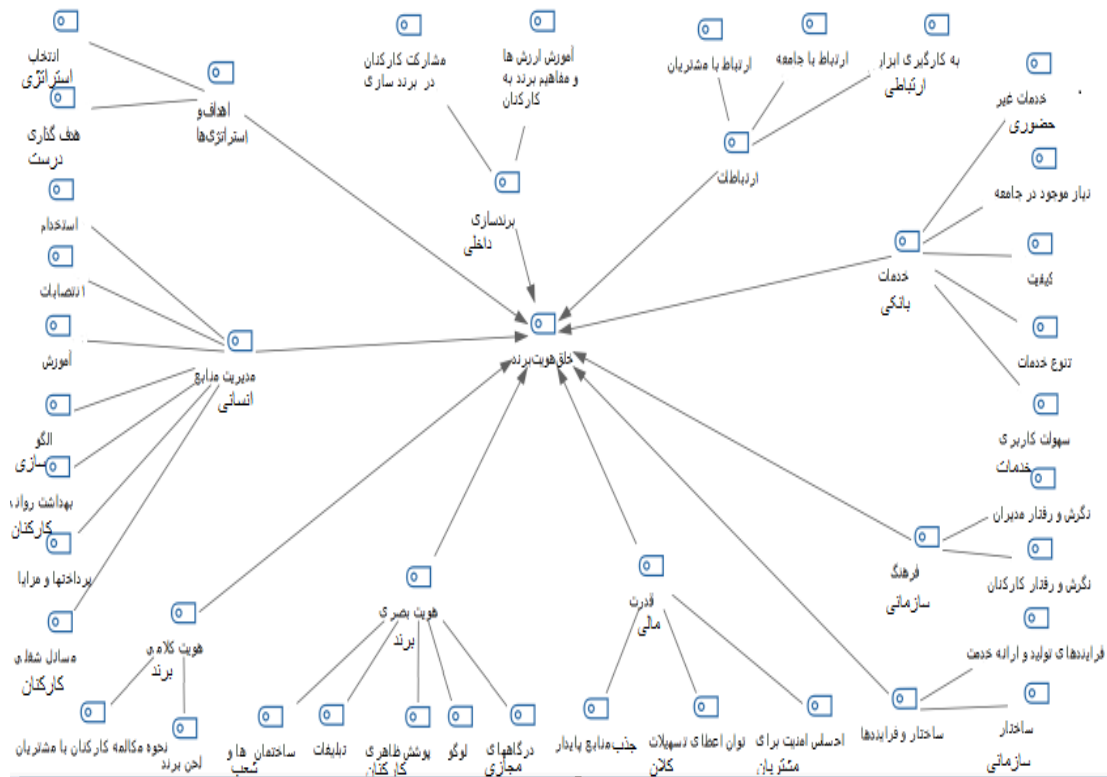 انتخاب
استراتژی
هدف گذاری
درست
اهداف و
استراتژی‌ها
مشارکت کارکنان
در برند سازی
آموزش ارزش ها
و مفاهیم برند به
کارکنان
برندسازی
داخلی
ارتباط با مشتریان
ارتباط با جامعه
به کارگیری ابزار
ارتباطی
ارتباطات
خدمات غیر
حضوری
نیاز موجود در جامعه
کیفیت
تنوع خدمات
سهولت کاربری
خدمات
خدمات
بانکی
استخدام
انتصابات
آموزش
الگو
سازی
بهداشت روانی
کارکنان
پرداختها و مزایا
مسائل شغلی
کارکنان
مدیریت منابع
انسانی
خلق هویت برند
نگرش و رفتار مدیران
نگرش و رفتار کارکنان
فرهنگ
سازمانی
فرایندهای تولید و ارائه خدمت
ساختار
سازمانی
ساختار و فرایندها
هویت کلامی
برند
نحوه مکالمه کارکنان با مشتریان
لحن برند
هویت بصری
برند
ساختمان ها و
شعب
تبلیغات
پوشش ظاهری
کارکنان
لوگو
درگاههای
مجازی
قدرت
مالی
جذب منابع پایدار
توان اعطای تسهیلات
کلان
احساس امنیت برای
مشتریان